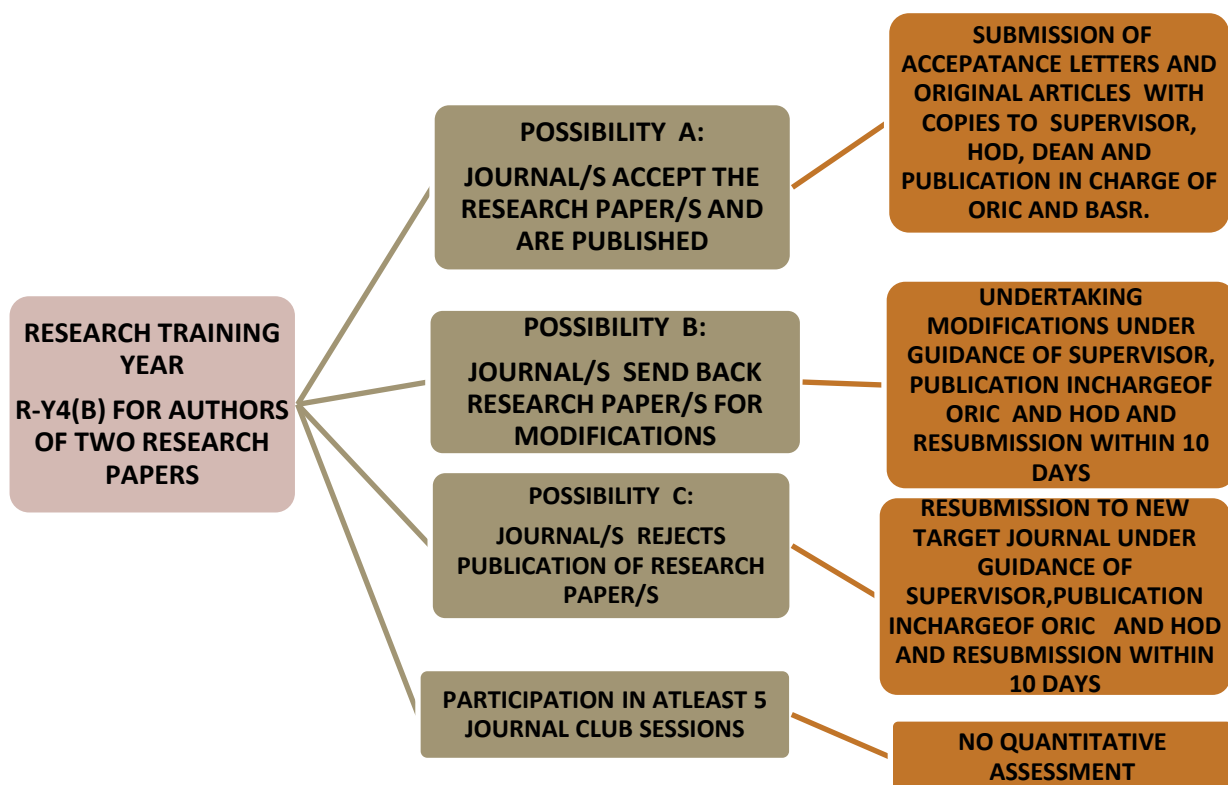 RESEARCH TRAINING
YEAR
R-Y4(B) FOR AUTHORS
OF TWO RESEARCH
PAPERS
POSSIBILITY A:
JOURNAL/S ACCEPT THE
RESEARCH PAPER/S AND
ARE PUBLISHED
SUBMISSION OF
ACCEPATANCE LETTERS AND
ORIGINAL ARTICLES WITH
COPIES TO SUPERVISOR,
HOD, DEAN AND
PUBLICATION IN CHARGE OF
ORIC AND BASR.
POSSIBILITY B:
JOURNAL/S SEND BACK
RESEARCH PAPER/S FOR
MODIFICATIONS
UNDERTAKING
MODIFICATIONS UNDER
GUIDANCE OF SUPERVISOR,
PUBLICATION INCHARGEOF
ORIC AND HOD AND
RESUBMISSION WITHIN 10
DAYS
POSSIBILITY C:
JOURNAL/S REJECTS
PUBLICATION OF RESEARCH
PAPER/S
RESUBMISSION TO NEW
TARGET JOURNAL UNDER
GUIDANCE OF
SUPERVISOR,PUBLICATION
INCHARGEOF ORIC AND HOD
AND RESUBMISSION WITHIN
10 DAYS
PARTICIPATION IN ATLEAST 5
JOURNAL CLUB SESSIONS
NO QUANTITATIVE
ASSESSMENT